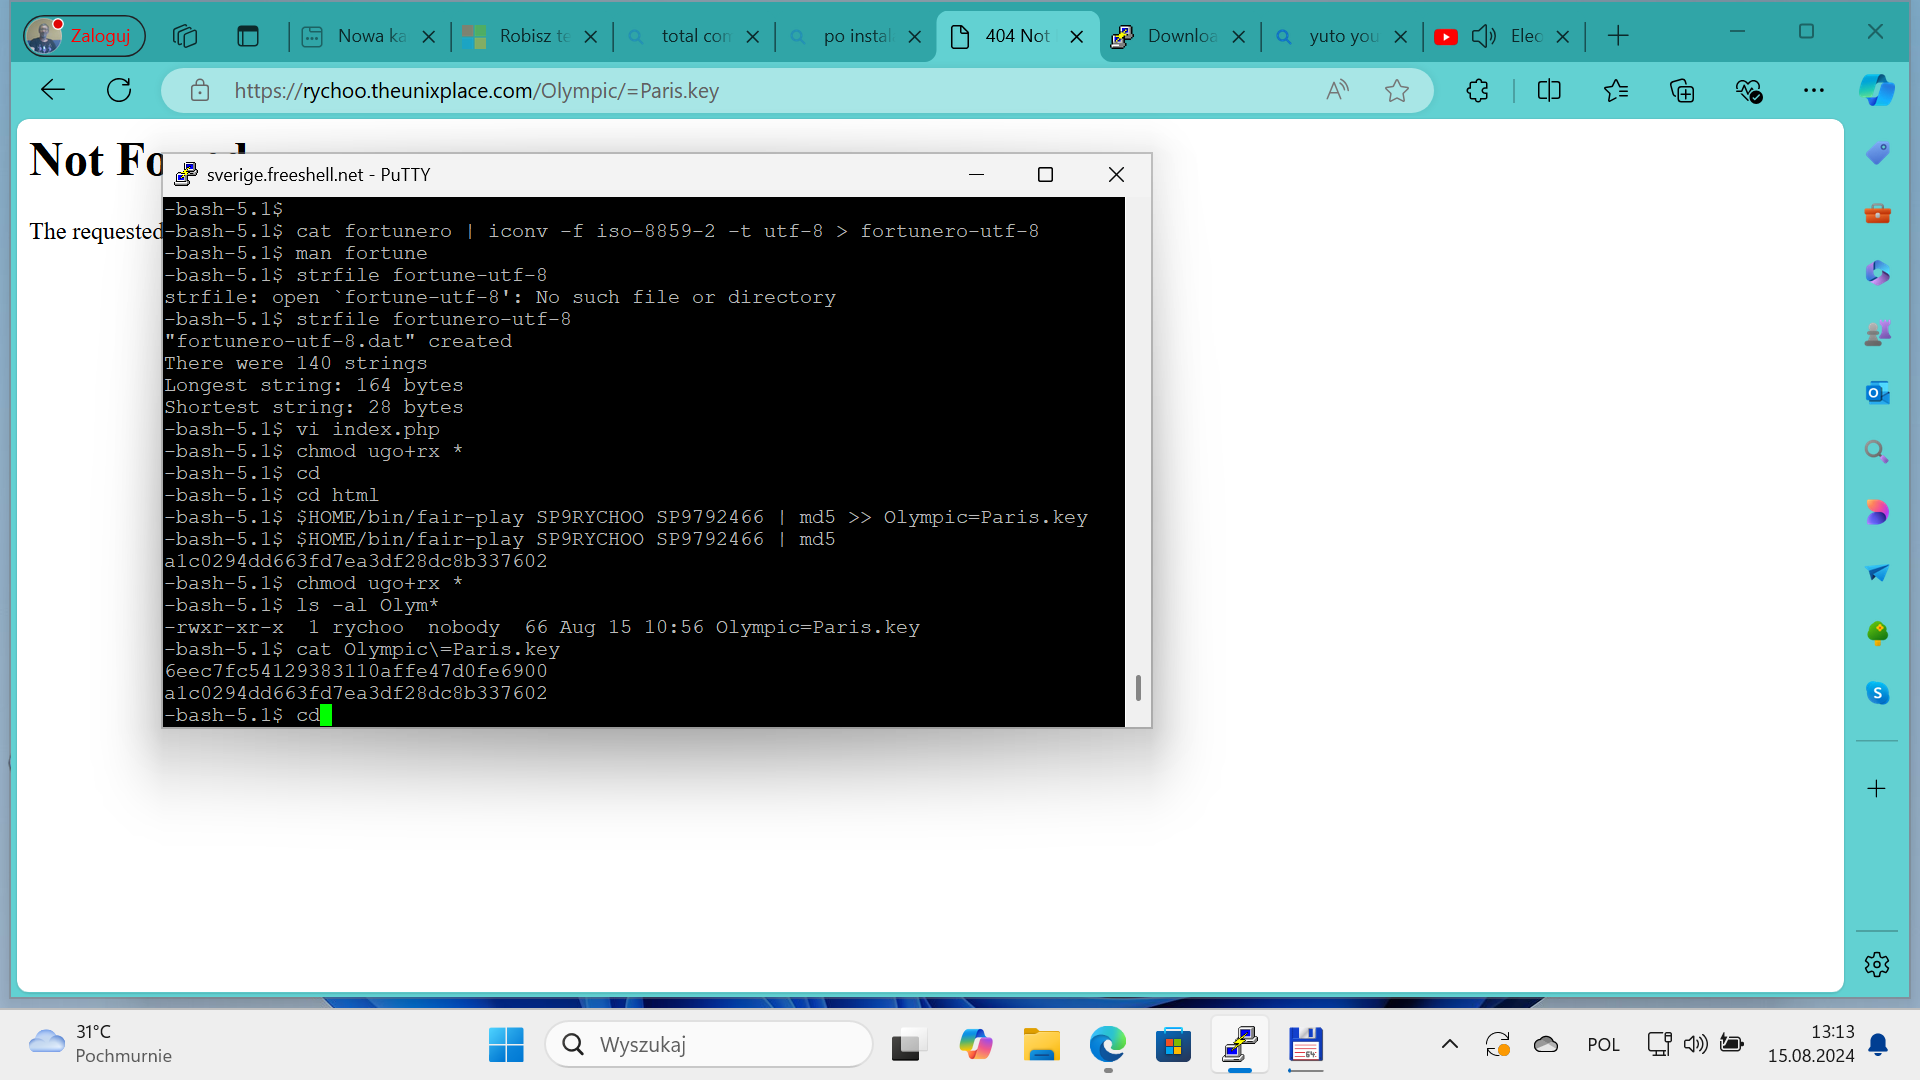 Zaloguj
Nowa ka
Robisz te
total con
po instal
404 Not
Downloa
yuto you
Elec
https://rychoo.theunixplace.com/Olympic/=Paris.key
Not Found
The requested
sverige.freeshell.net - PuTTY
-bash-5.1$
-bash-5.1$ cat fortunero | iconv -f iso-8859-2 -t utf-8 > fortunero-utf-8
-bash-5.1$ man fortune
-bash-5.1$ strfile fortune-utf-8
strfile: open `fortune-utf-8': No such file or directory
-bash-5.1$ strfile fortunero-utf-8
"fortunero-utf-8.dat" created
There were 140 strings
Longest string: 164 bytes
Shortest string: 28 bytes
-bash-5.1$ vi index.php
-bash-5.1$ chmod ugo+rx *
-bash-5.1$ cd
-bash-5.1$ cd html
-bash-5.1$ $HOME/bin/fair-play SP9RYCHOO SP9792466 | md5 >> Olympic=Paris.key
-bash-5.1$ $HOME/bin/fair-play SP9RYCHOO SP9792466 | md5
a1c0294dd663fd7ea3df28dc8b337602
-bash-5.1$ chmod ugo+rx *
-bash-5.1$ ls -al Olym*
-rwxr-xr-x  1 rychoo  nobody  66 Aug 15 10:56 Olympic=Paris.key
-bash-5.1$ cat Olympic\=Paris.key
6eec7fc54129383110affe47d0fe6900
a1c0294dd663fd7ea3df28dc8b337602
-bash-5.1$ cd
31°C
Pochmurnie
Wyszukaj
64
POL
13:13
15.08.2024